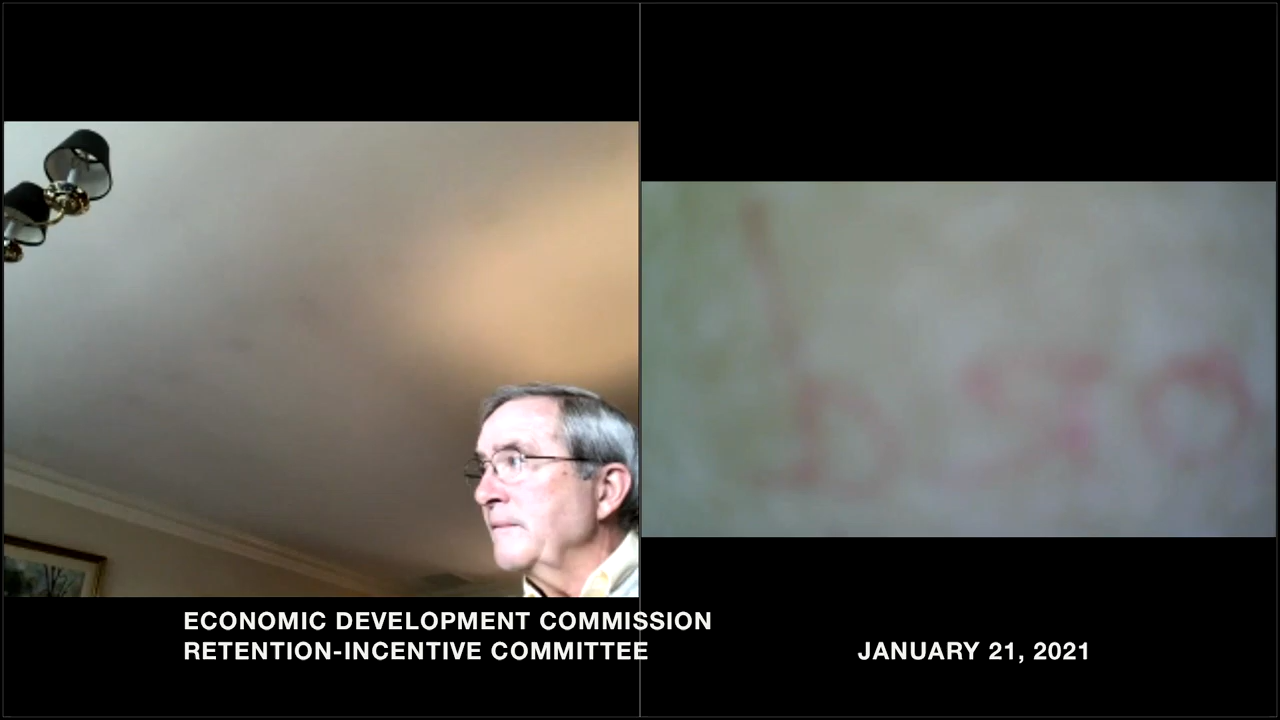 ECONOMIC DEVELOPMENT COMMISSION
RETENTION-INCENTIVE COMMITTEE
JANUARY 21, 2021